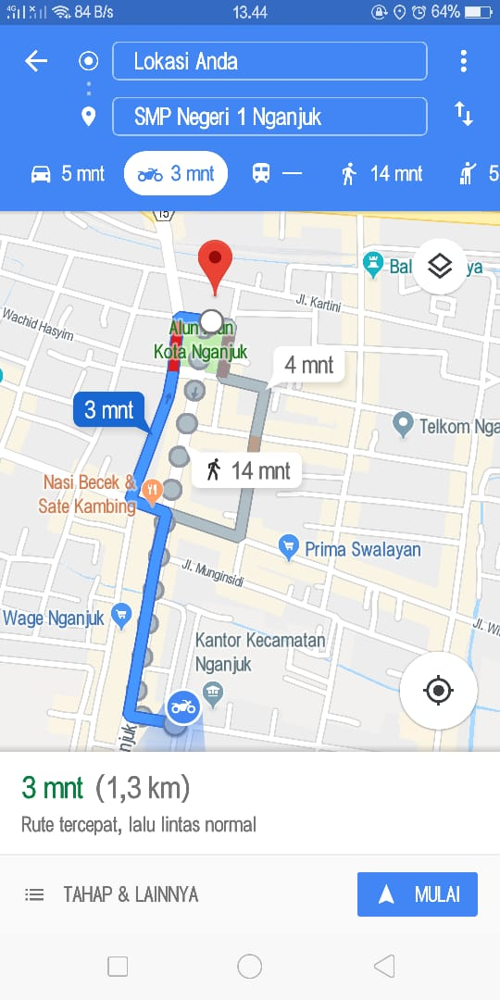 4G 84 B/s 13.44 64%
Lokasi Anda
SMP Negeri 1 Nganjuk
5 mnt 3 mnt — 14 mnt 5
15
Bal ya
Jl. Kartini
Wachid Hasyim
Alun un
Kota Nganjuk
4 mnt
3 mnt
Telkom Nga
14 mnt
Nasi Becek &
Sate Kambing
Prima Swalayan
Jl. Munginsidi
Wage Nganjuk
Jl. Wi
Kantor Kecamatan
Nganjuk
njuk
3 mnt (1,3 km)
Rute tercepat, lalu lintas normal
TAHAP & LAINNYA
MULAI